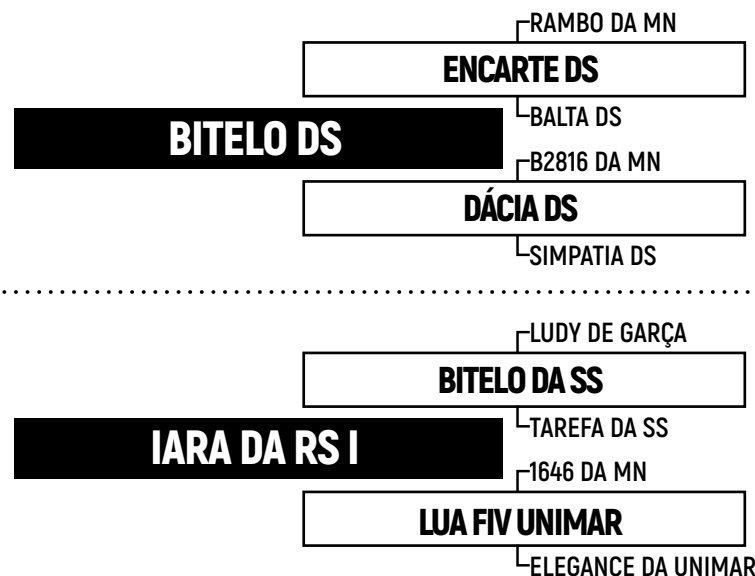 RAMBO DA MN
ENCARTE DS
BALTA DS
BITELO DS
B2816 DA MN
DÁCIA DS
SIMPATIA DS
LUDY DE GARÇA
BITELO DA SS
TAREFA DA SS
IARA DA RS I
1646 DA MN
LUA FIV UNIMAR
ELEGANCE DA UNIMAR